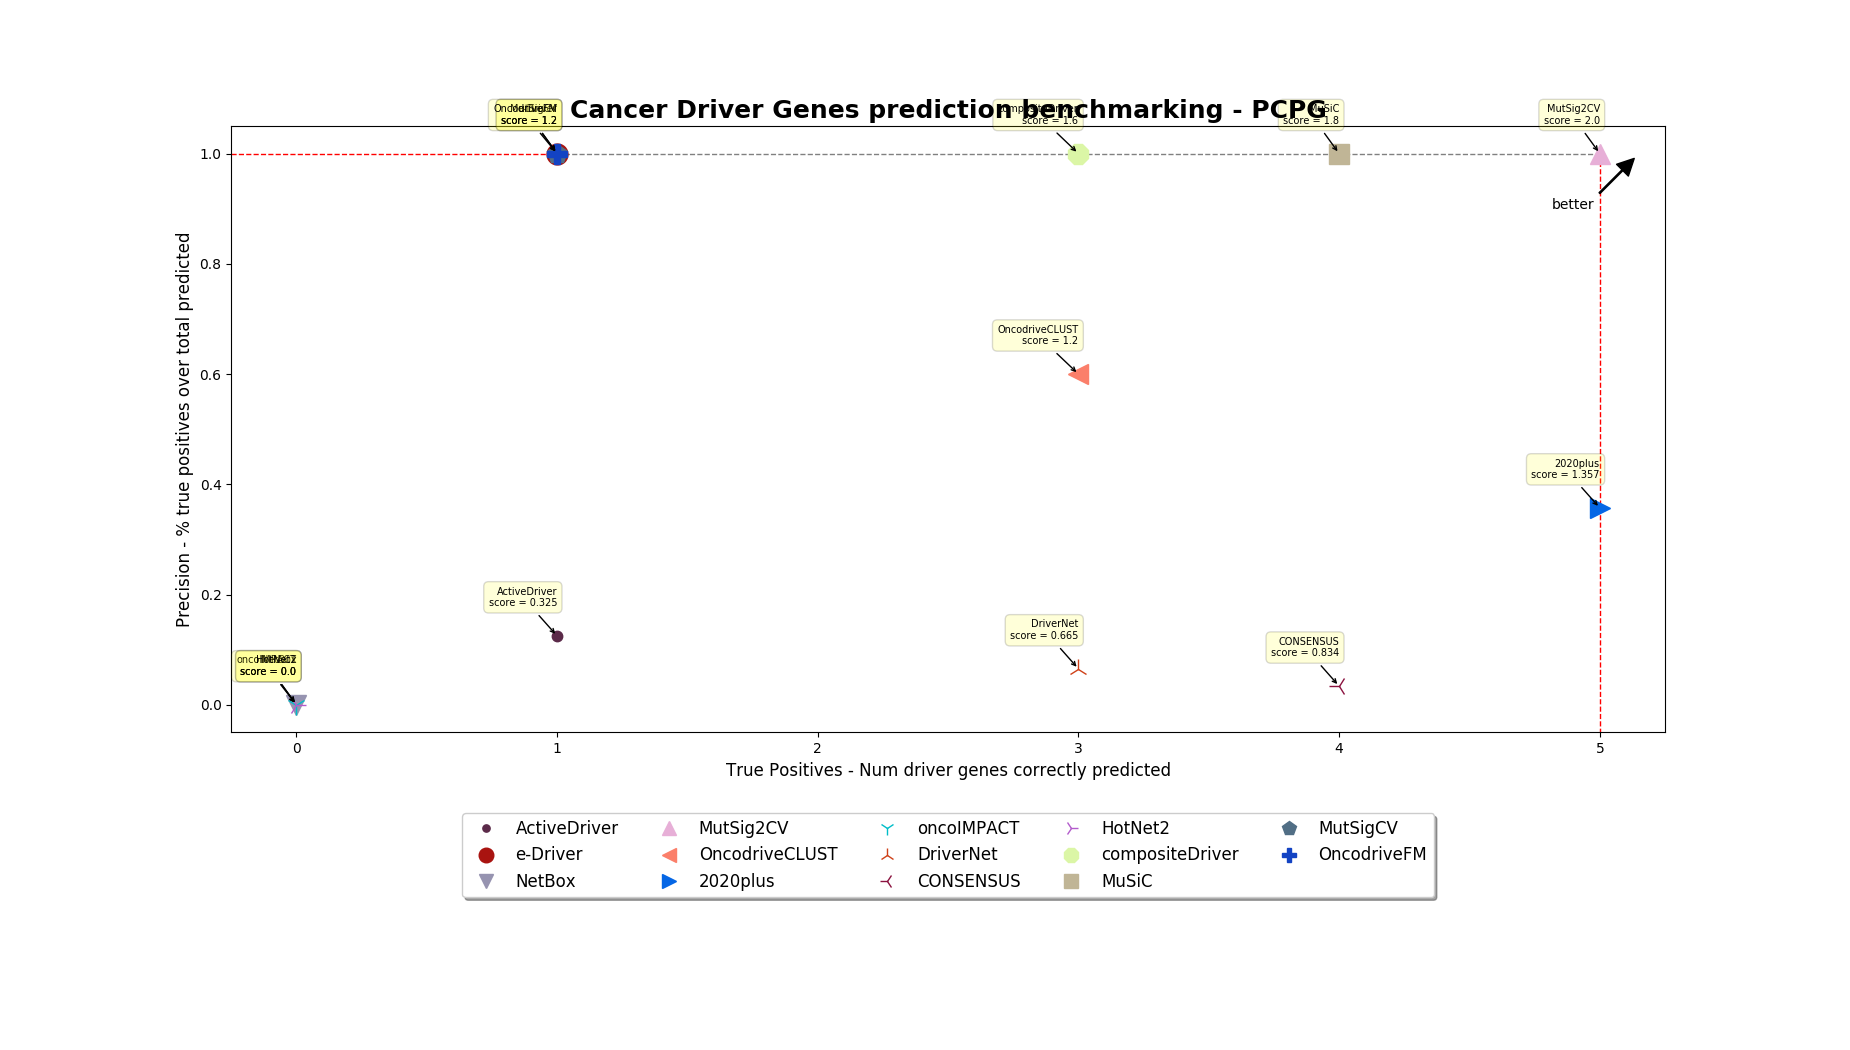 Cancer Driver Genes prediction benchmarking - PCPG
score = 1.2
score = 1.6
MuSiC
score = 1.8
MutSig2CV
score = 2.0
1.0
better
0.8
OncodriveCLUST
score = 1.2
0.6
2020plus
score = 1.357
0.4
ActiveDriver
score = 0.325
0.2
DriverNet
score = 0.665
CONSENSUS
score = 0.834
score = 0.0
0.0
Precision - % true positives over total predicted
0 1 2 3 4 5
True Positives - Num driver genes correctly predicted
ActiveDriver MutSig2CV oncoIMPACT HotNet2 MutSigCV
e-Driver OncodriveCLUST DriverNet compositeDriver OncodriveFM
NetBox 2020plus CONSENSUS MuSiC